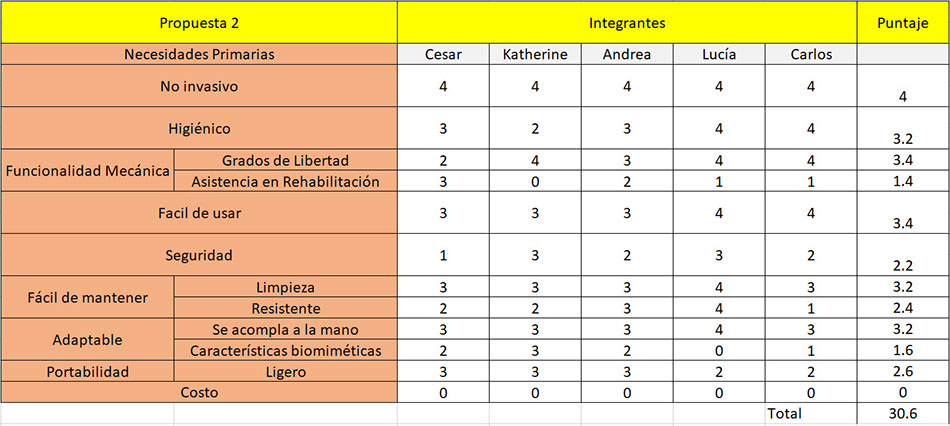 Propuesta 2 Integrantes Puntaje
Necesidades Primarias Cesar Katherine Andrea Lucía Carlos
No invasivo 4 4 4 4 4 4
Higiénico 3 2 3 4 4 3.2
Funcionalidad Mecánica Grados de Libertad 2 4 3 4 4 3.4
Asistencia en Rehabilitación 3 0 2 1 1 1.4
Facil de usar 3 3 3 4 4 3.4
Seguridad 1 3 2 3 2 2.2
Fácil de mantener Limpieza 3 3 3 4 3 3.2
Resistente 2 2 3 4 1 2.4
Adaptable Se acompla a la mano 3 3 3 4 3 3.2
Características biomiméticas 2 3 2 0 1 1.6
Portabilidad Ligero 3 3 3 2 2 2.6
Costo 0 0 0 0 0 0
Total 30.6